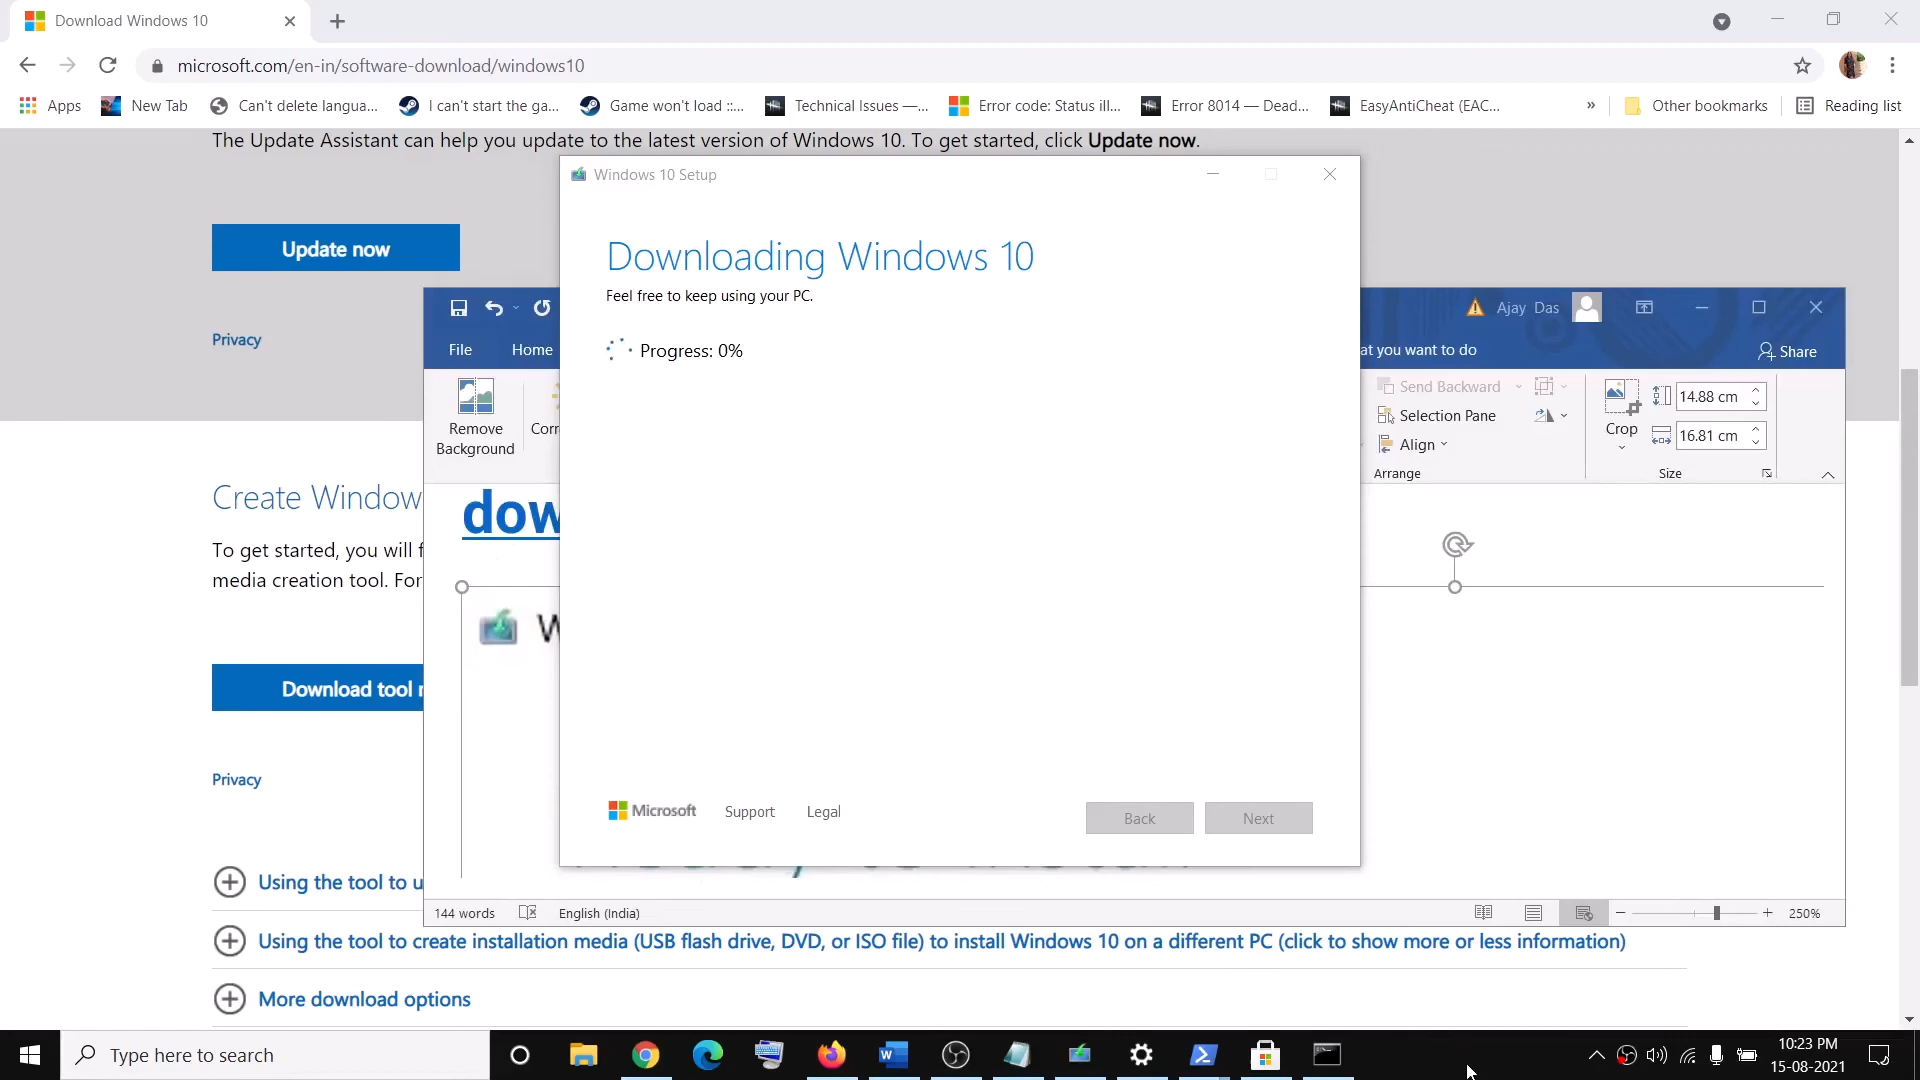 Download Windows 10
microsoft.com/en-in/software-download/windows10
Apps
New Tab
Can't delete langua...
I can't start the ga...
Game won't load ::...
Technical Issues —...
Error code: Status ill...
Error 8014 — Dead...
EasyAntiCheat (EAC...
»
Other bookmarks
Reading list
The Update Assistant can help you update to the latest version of Windows 10. To get started, click Update now.
Update now
Privacy
Windows 10 Setup
Downloading Windows 10
Feel free to keep using your PC.
Progress: 0%
Microsoft
Support
Legal
Back
Next
Ajay Das
File
Home
at you want to do
Share
Remove
Background
Corr
Send Backward
Selection Pane
Align
Arrange
Crop
14.88 cm
16.81 cm
Size
dow
W
144 words
English (India)
250%
Create Window
To get started, you will f
media creation tool. For
Download tool
Privacy
Using the tool to u
Using the tool to create installation media (USB flash drive, DVD, or ISO file) to install Windows 10 on a different PC (click to show more or less information)
More download options
Type here to search
10:23 PM
15-08-2021